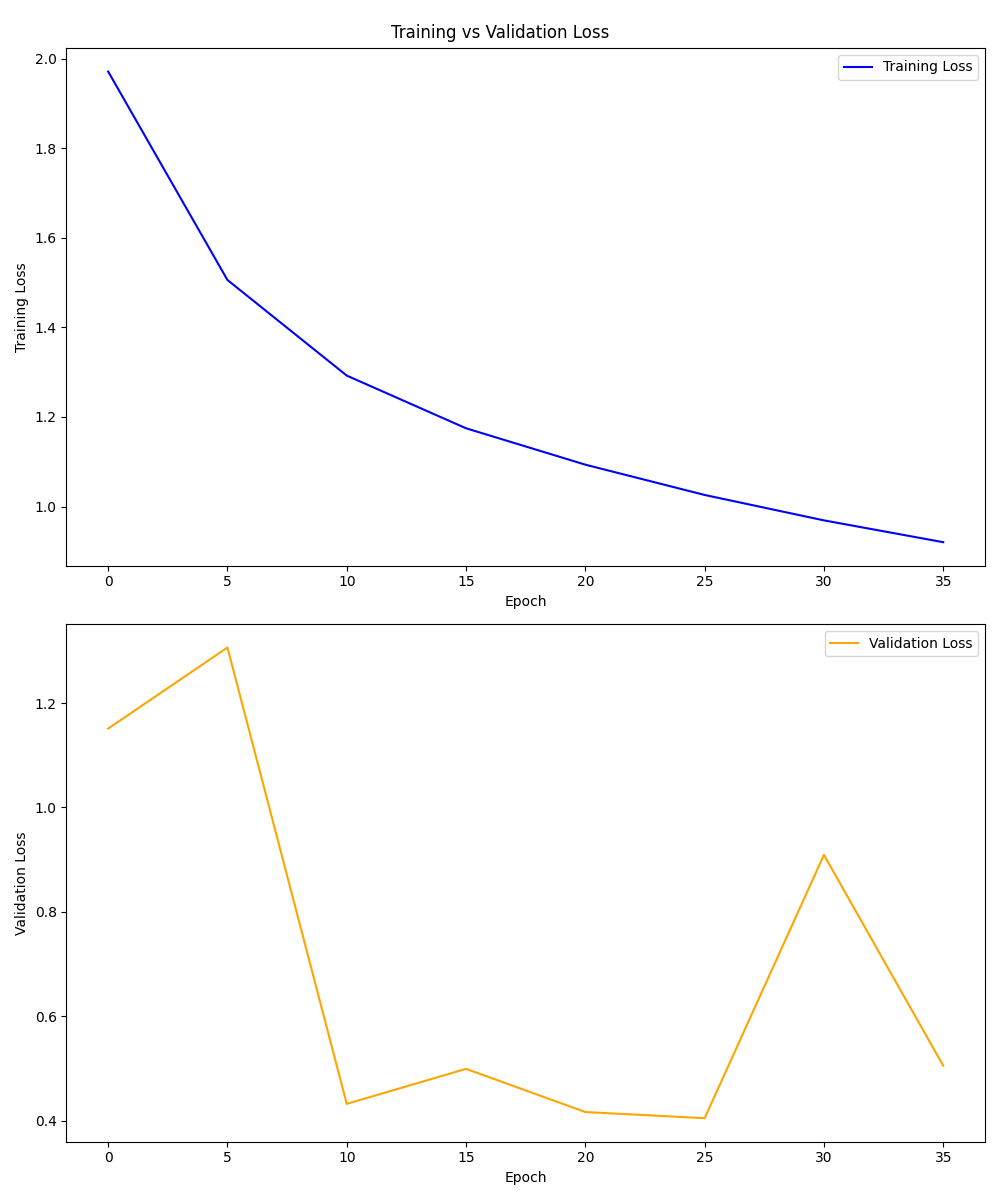 Training vs Validation Loss
Training Loss
2.0
1.8
1.6
1.4
1.2
1.0
Training Loss
0 5 10 15 20 25 30 35
Epoch
Validation Loss
1.2
1.0
0.8
0.6
0.4
Validation Loss
0 5 10 15 20 25 30 35
Epoch